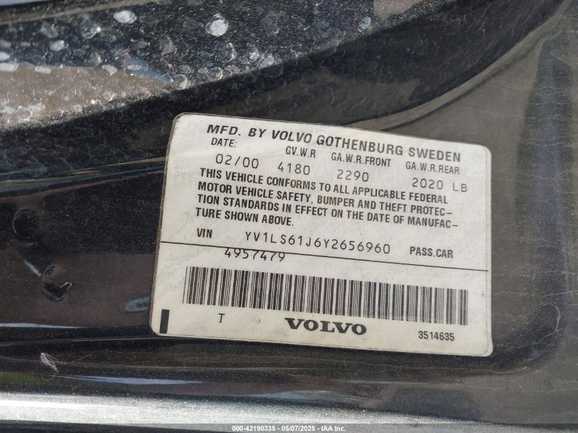 MFD. BY VOLVO GOTHENBURG SWEDEN
DATE: GV.W.R GA.W.R.FRONT GA.W.R.REAR
02/00 4180 2290 2020 LB
THIS VEHICLE CONFORMS TO ALL APPLICABLE FEDERAL
MOTOR VEHICLE SAFETY, BUMPER AND THEFT PROTEC-
TION STANDARDS IN EFFECT ON THE DATE OF MANUFAC-
TURE SHOWN ABOVE.
VIN YV1LS61J6Y2656960 PASS.CAR
4957479
T VOLVO 3514635
000-42190335 - 05/07/2025 - IAA Inc.